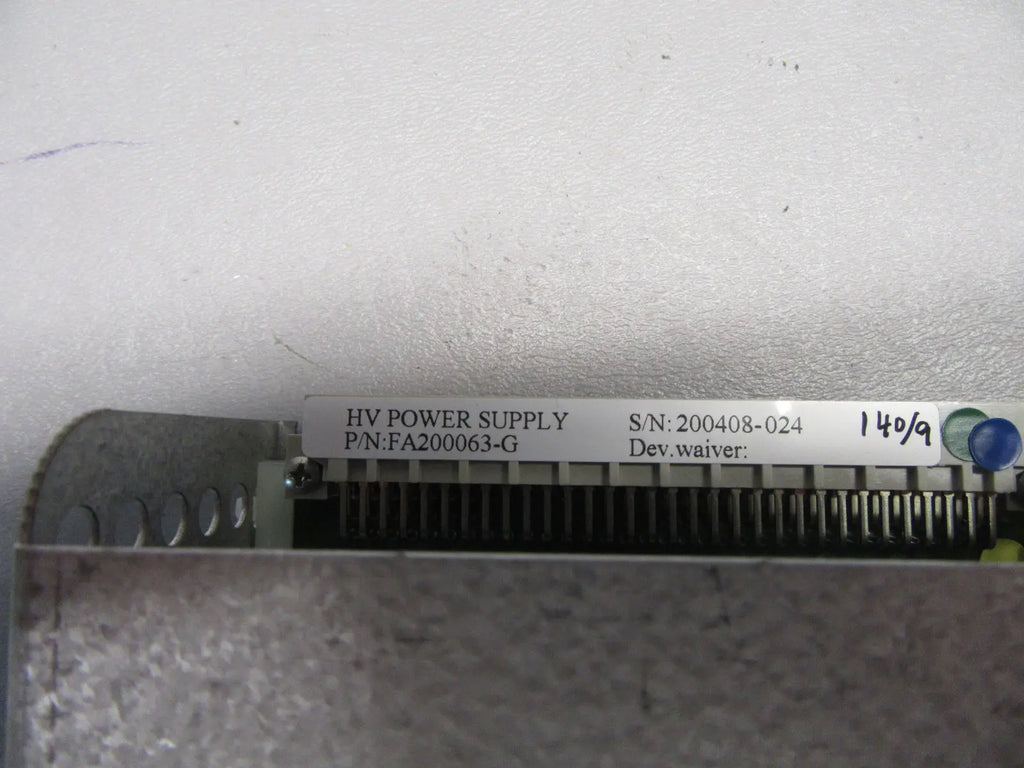 HV POWER SUPPLY S/N: 200408-024 140/9
P/N:FA200063-G Dev.waiver: